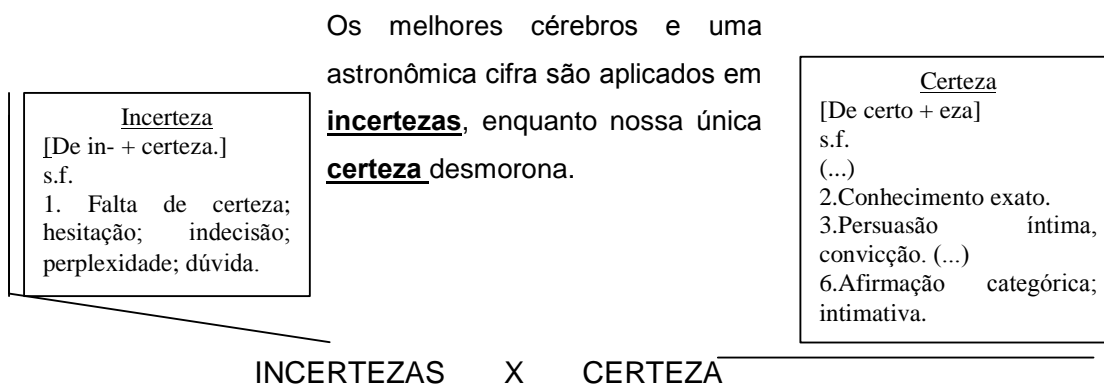 Os melhores cérebros e uma
astronômica cifra são aplicados em
incertezas, enquanto nossa única
certeza desmorona.
Incerteza
[De in- + certeza.]
s.f.
1. Falta de certeza;
hesitação; indecisão;
perplexidade; dúvida.
Certeza
[De certo + eza]
s.f.
(...)
2.Conhecimento exato.
3.Persuasão íntima,
convicção. (...)
6.Afirmação categórica;
intimativa.
INCERTEZAS X CERTEZA